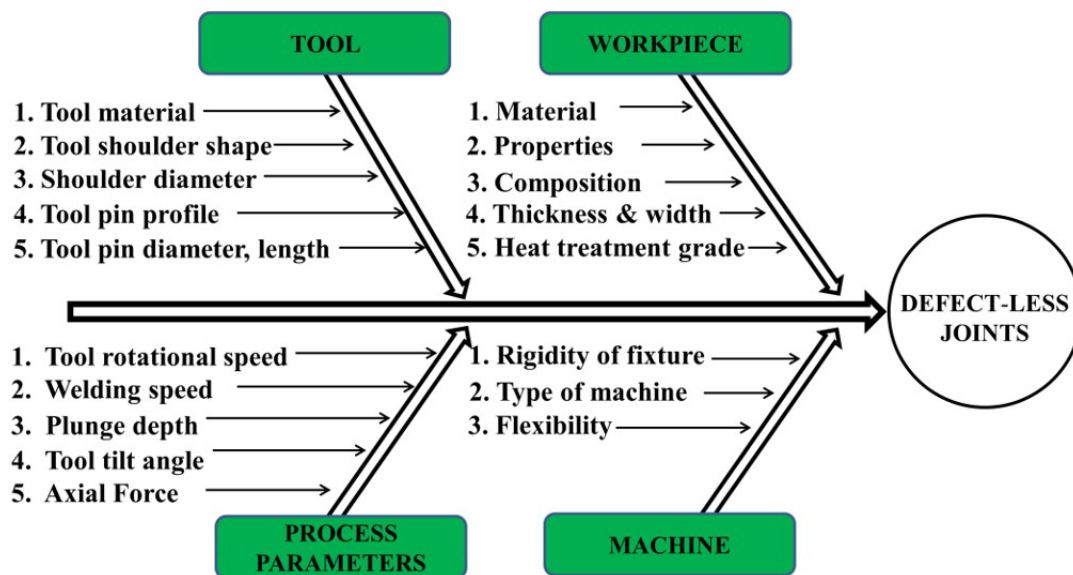 TOOL
1. Tool material
2. Tool shoulder shape
3. Shoulder diameter
4. Tool pin profile
5. Tool pin diameter, length
WORKPIECE
1. Material
2. Properties
3. Composition
4. Thickness & width
5. Heat treatment grade
DEFECT-LESS
JOINTS
1. Tool rotational speed
2. Welding speed
3. Plunge depth
4. Tool tilt angle
5. Axial Force
PROCESS
PARAMETERS
1. Rigidity of fixture
2. Type of machine
3. Flexibility
MACHINE